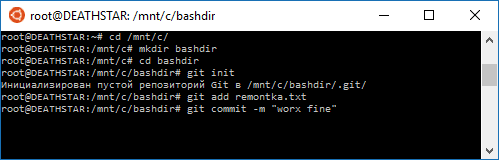 root@DEATHSTAR: /mnt/c/bashdir
root@DEATHSTAR:~# cd /mnt/c/
root@DEATHSTAR:/mnt/c# mkdir bashdir
root@DEATHSTAR:/mnt/c# cd bashdir
root@DEATHSTAR:/mnt/c/bashdir# git init
Инициализирован пустой репозиторий Git в /mnt/c/bashdir/.git/
root@DEATHSTAR:/mnt/c/bashdir# git add remontka.txt
root@DEATHSTAR:/mnt/c/bashdir# git commit -m "worx fine"